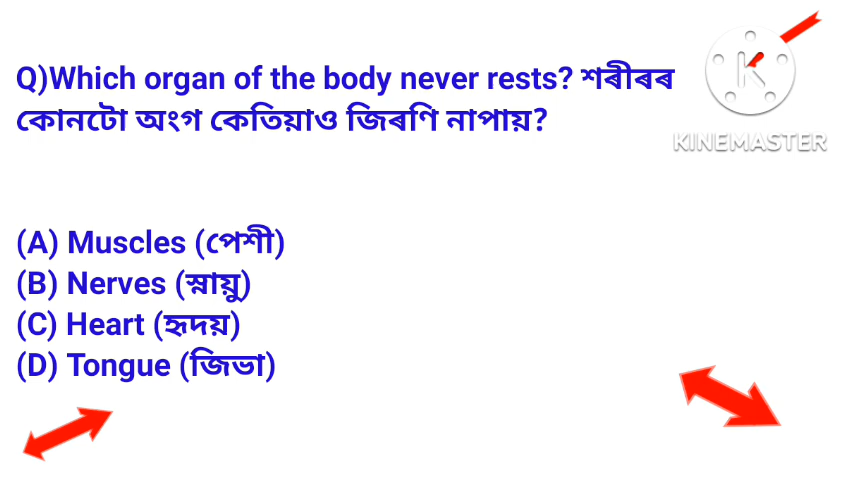 Q)Which organ of the body never rests? শৰীৰৰ
কোনটো অংগ কেতিয়াও জিৰণি নাপায়?
K
KINEMASTER
(A) Muscles (পেশী)
(B) Nerves (স্নায়ু)
(C) Heart (হৃদয়)
(D) Tongue (জিভা)